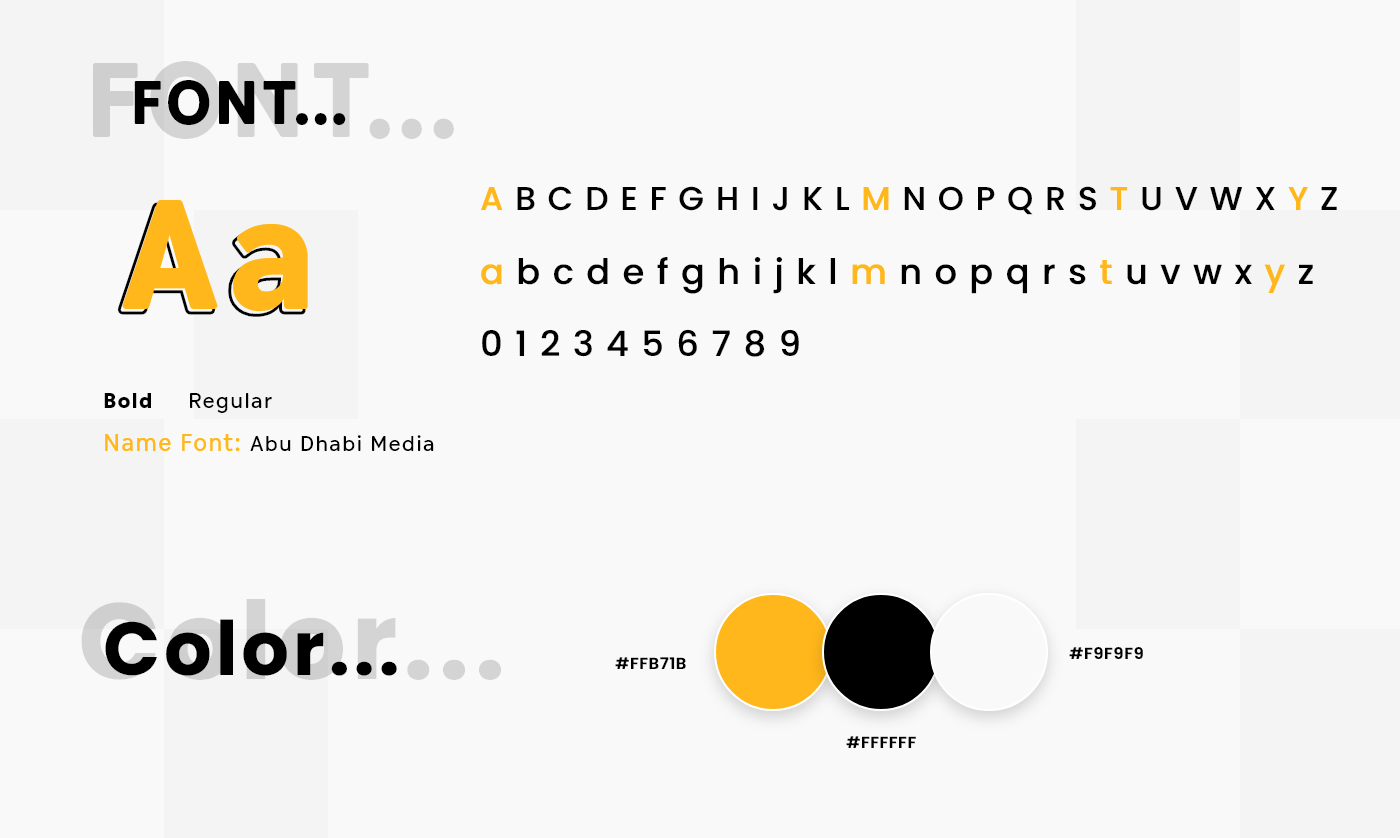 FONT...
FONT...
Aa
A B C D E F G H I J K L M N O P Q R S T U V W X Y Z
a b c d e f g h i j k l m n o p q r s t u v w x y z
0 1 2 3 4 5 6 7 8 9
Bold Regular
Name Font: Abu Dhabi Media
Color...
Color...
#FFB71B
#F9F9F9
#FFFFFF